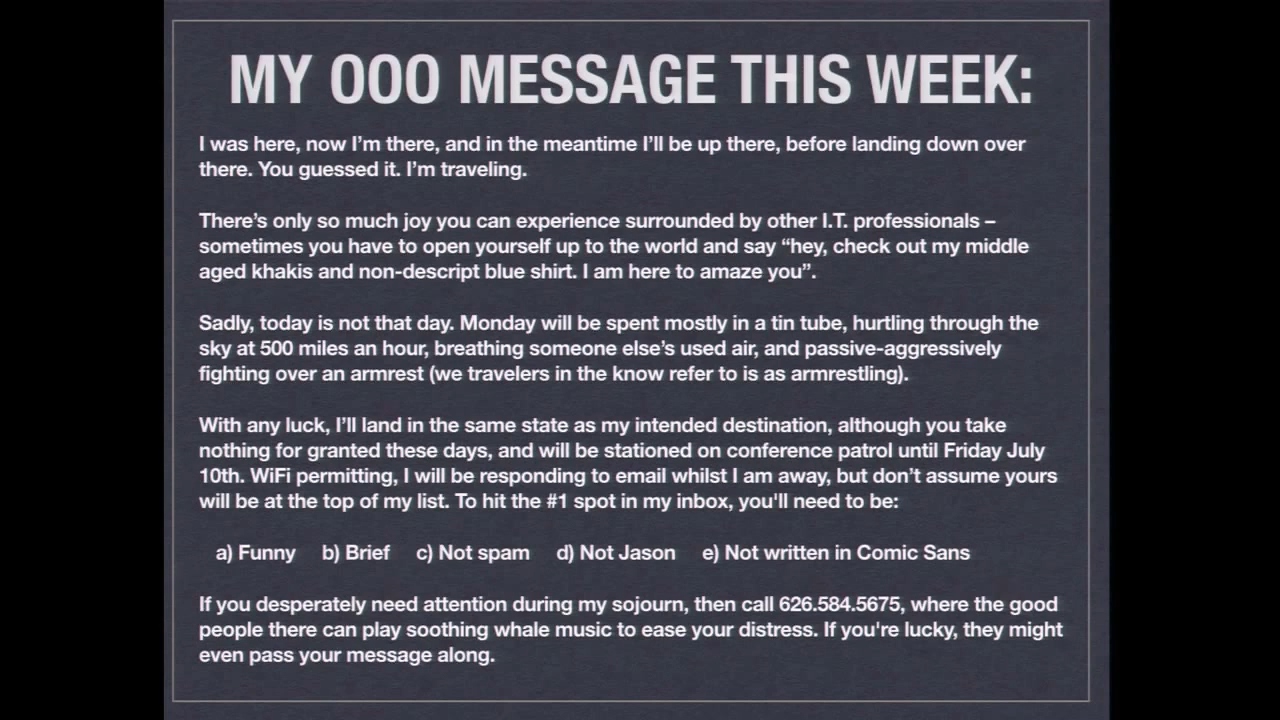 MY OOO MESSAGE THIS WEEK:
I was here, now I’m there, and in the meantime I’ll be up there, before landing down over
there. You guessed it. I’m traveling.
There’s only so much joy you can experience surrounded by other I.T. professionals –
sometimes you have to open yourself up to the world and say “hey, check out my middle
aged khakis and non-descript blue shirt. I am here to amaze you”.
Sadly, today is not that day. Monday will be spent mostly in a tin tube, hurtling through the
sky at 500 miles an hour, breathing someone else’s used air, and passive-aggressively
fighting over an armrest (we travelers in the know refer to is as armrestling).
With any luck, I’ll land in the same state as my intended destination, although you take
nothing for granted these days, and will be stationed on conference patrol until Friday July
10th. WiFi permitting, I will be responding to email whilst I am away, but don’t assume yours
will be at the top of my list. To hit the #1 spot in my inbox, you'll need to be:
a) Funny b) Brief c) Not spam d) Not Jason e) Not written in Comic Sans
If you desperately need attention during my sojourn, then call 626.584.5675, where the good
people there can play soothing whale music to ease your distress. If you're lucky, they might
even pass your message along.